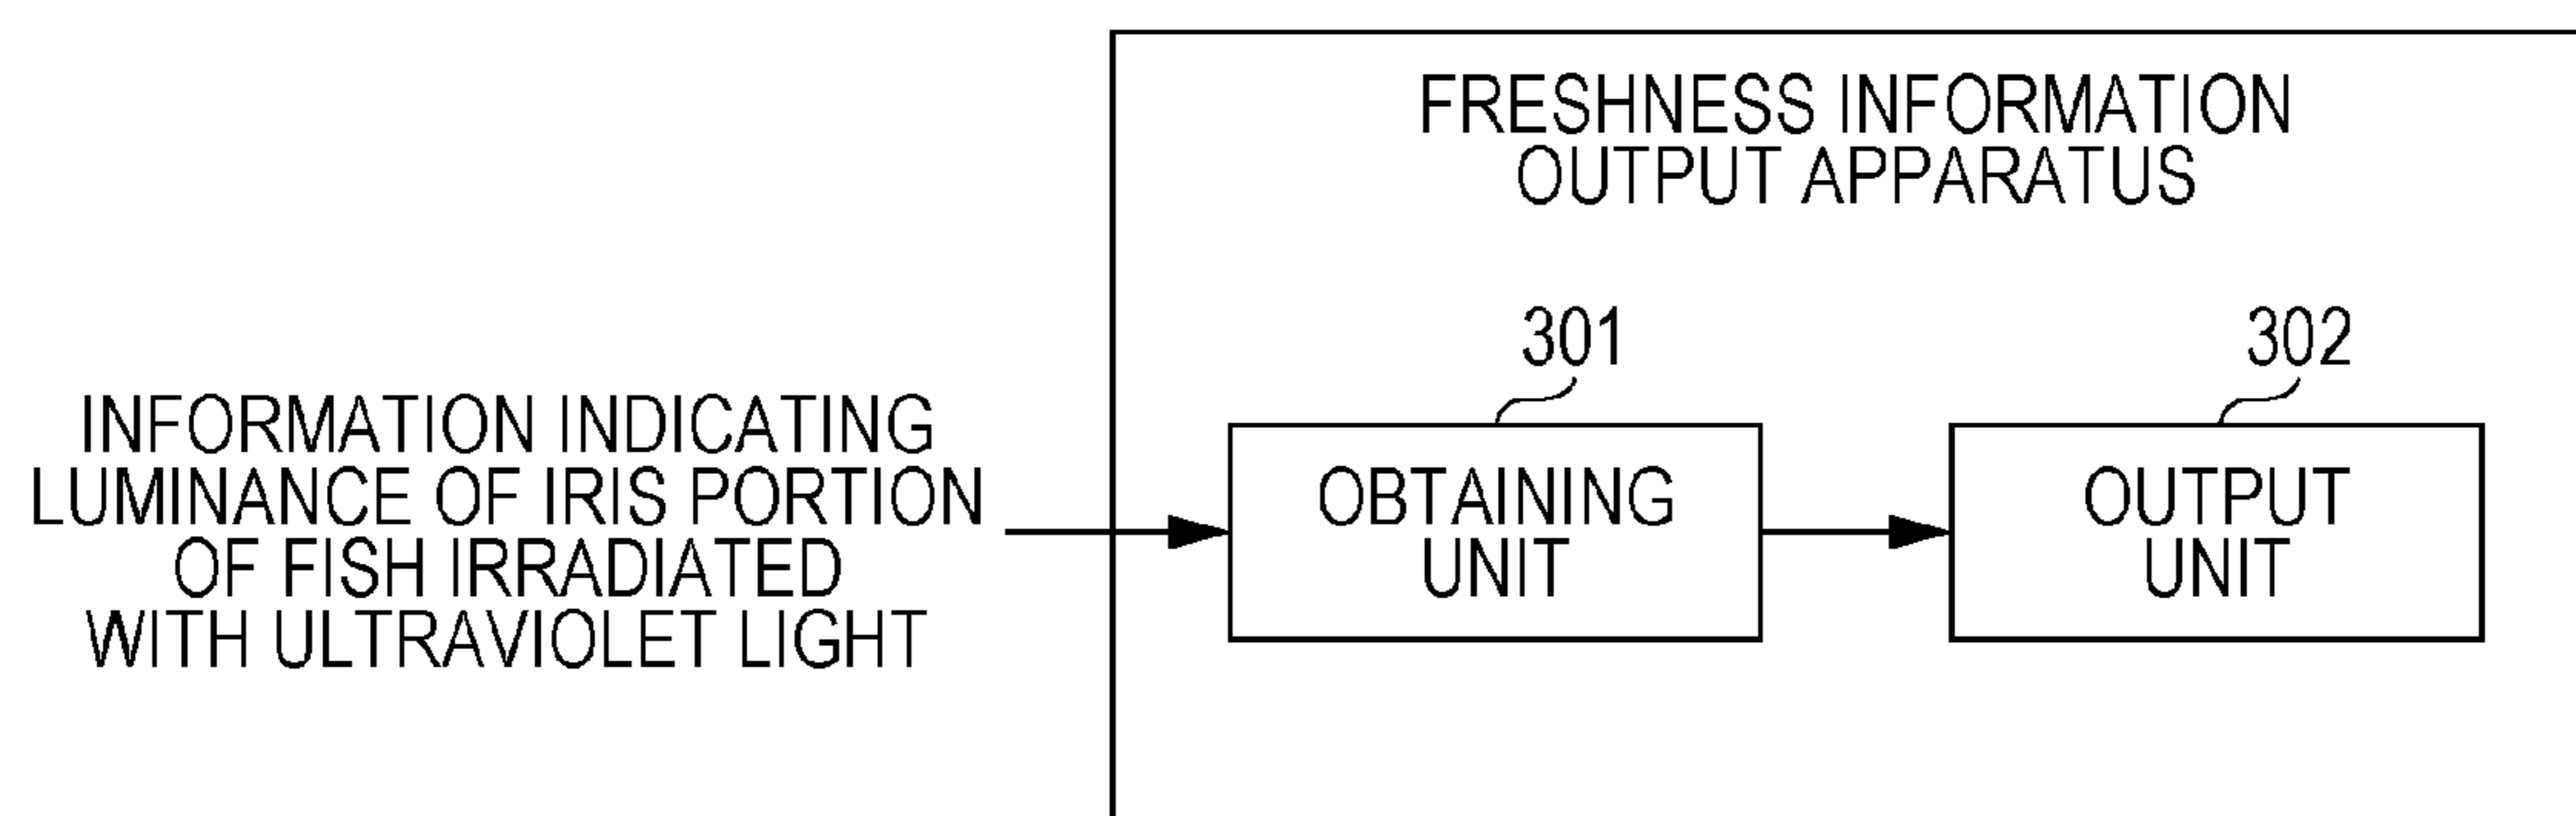 FRESHNESS INFORMATION
OUTPUT APPARATUS
301
302
INFORMATION INDICATING
LUMINANCE OF IRIS PORTION
OF FISH IRRADIATED
WITH ULTRAVIOLET LIGHT
OBTAINING
UNIT
OUTPUT
UNIT